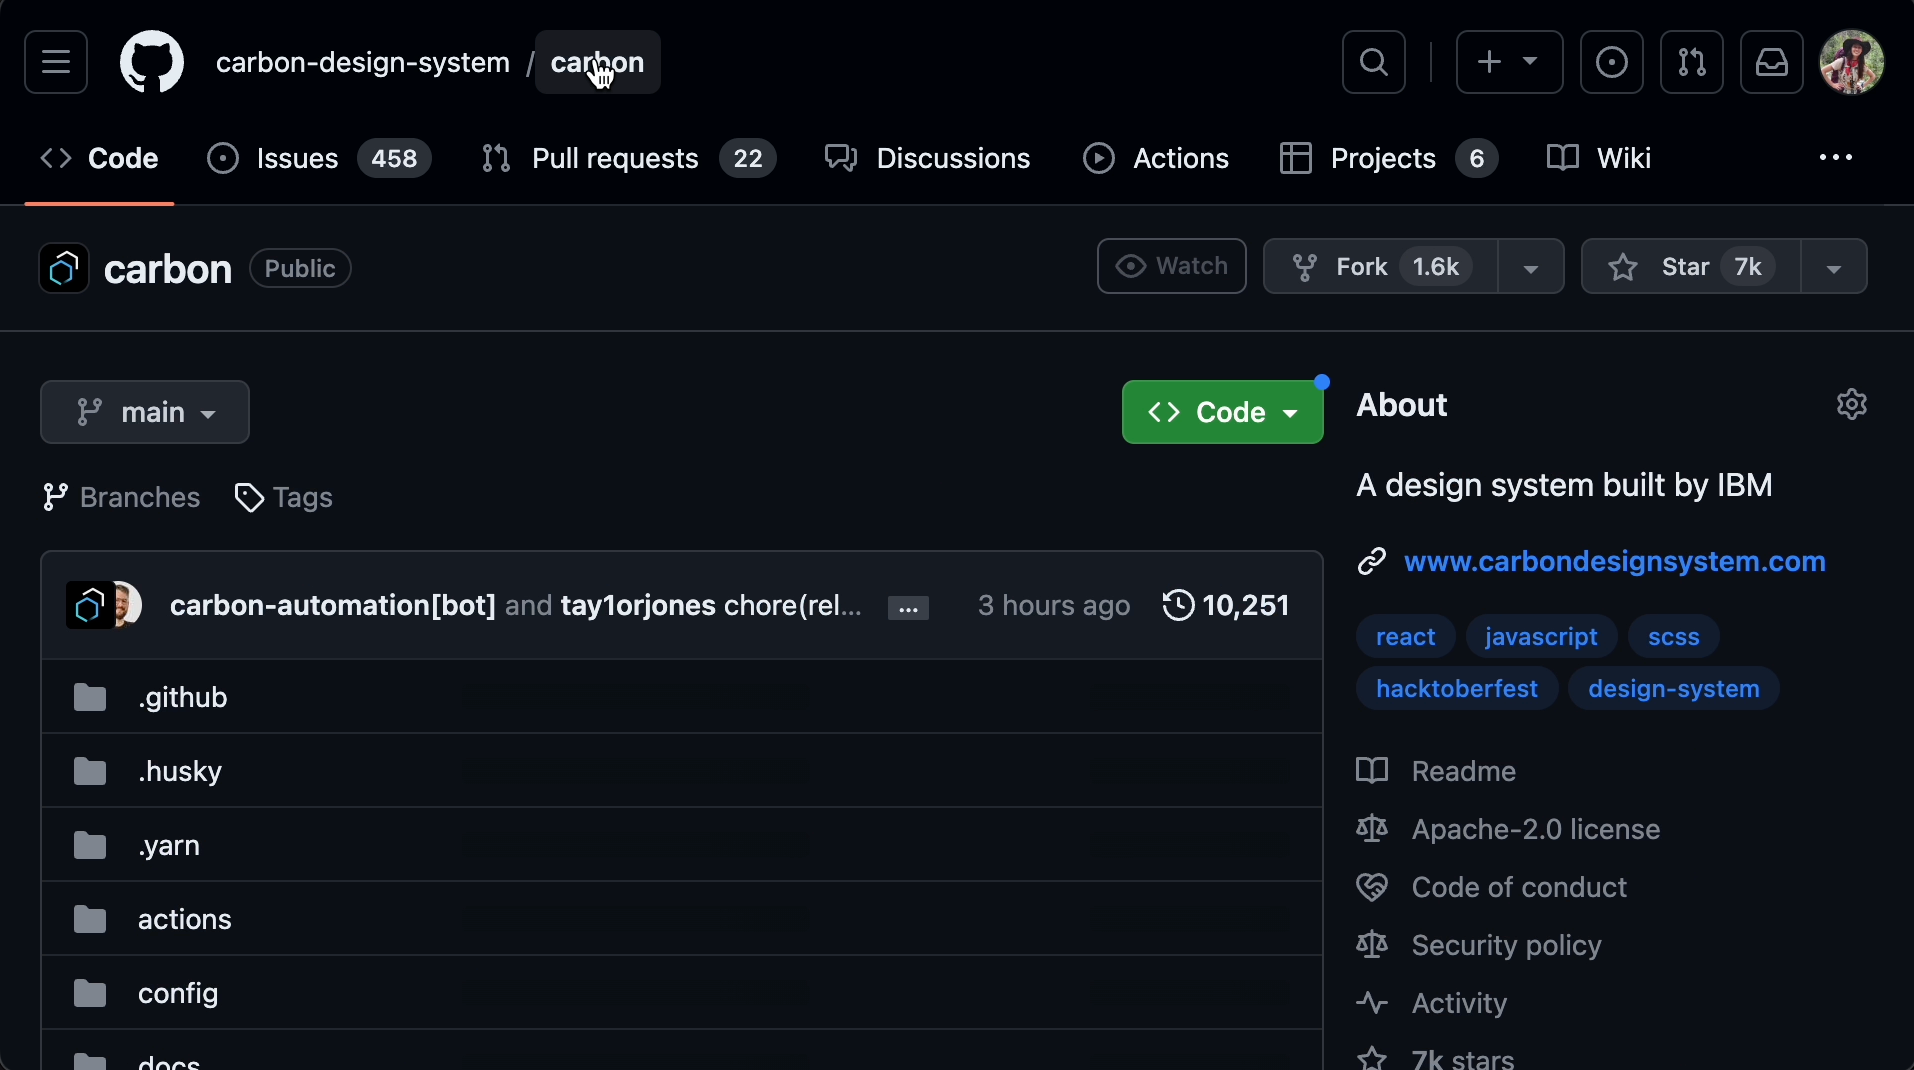 carbon-design-system / carbon
Code Issues 458 Pull requests 22 Discussions Actions Projects 6 Wiki
carbon Public Watch Fork 1.6k Star 7k
main Code
Branches Tags
carbon-automation[bot] and tay1orjones chore(rel... ... 3 hours ago 10,251
.github
.husky
.yarn
actions
config
docs
About
A design system built by IBM
www.carbondesignsystem.com
react javascript scss
hacktoberfest design-system
Readme
Apache-2.0 license
Code of conduct
Security policy
Activity
7k stars